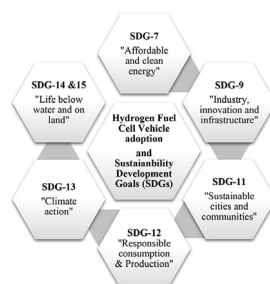 SDG-7
"Affordable
and clean
energy"
SDG-14 &15
"Life below
water and on
land"
SDG-9
"Industry,
innovation and
infrastructure"
Hydrogen Fuel
Cell Vehicle
adoption
and
Sustaianbility
Development
Goals (SDGs)
SDG-13
"Climate
action"
SDG-11
"Sustainable
cities and
communities"
SDG-12
"Responsible
consumption
& Production"